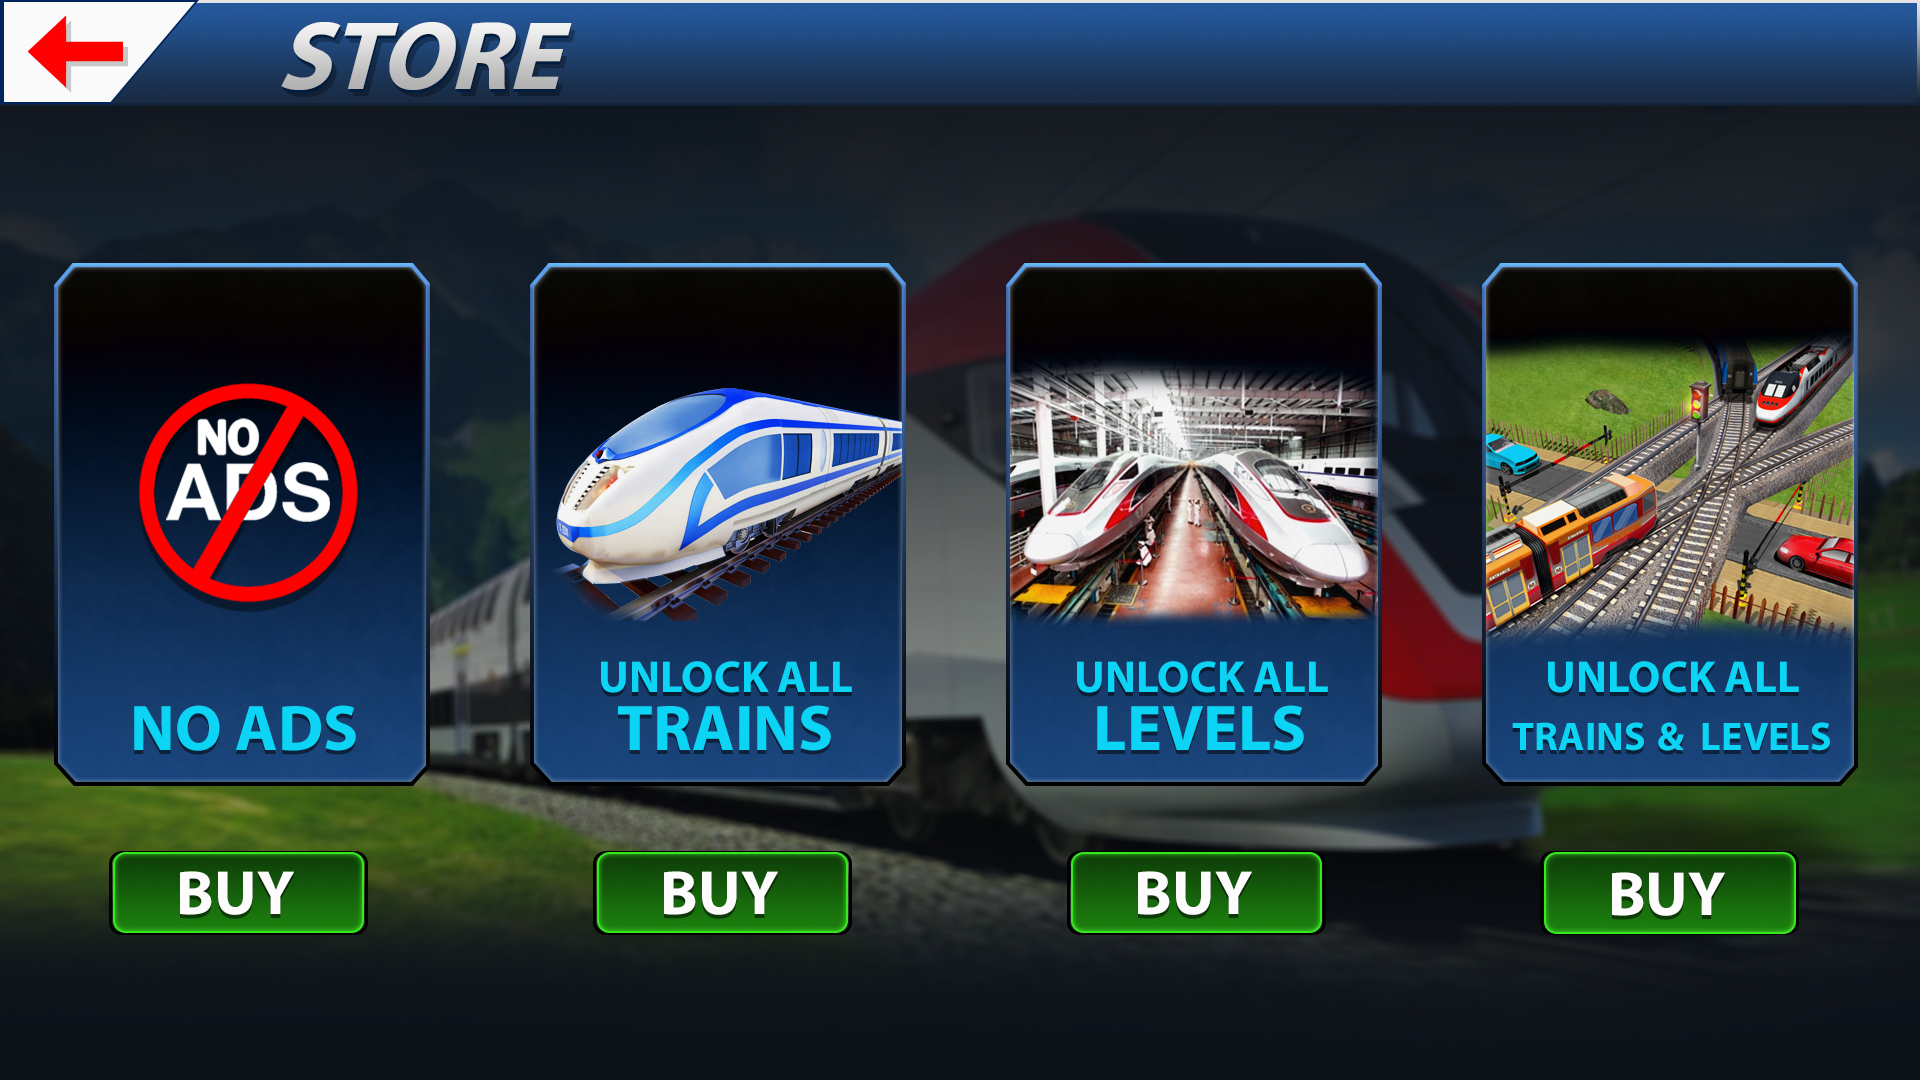 STORE
NO
ADS
NO ADS
UNLOCK ALL
TRAINS
UNLOCK ALL
LEVELS
UNLOCK ALL
TRAINS & LEVELS
BUY
BUY
BUY
BUY